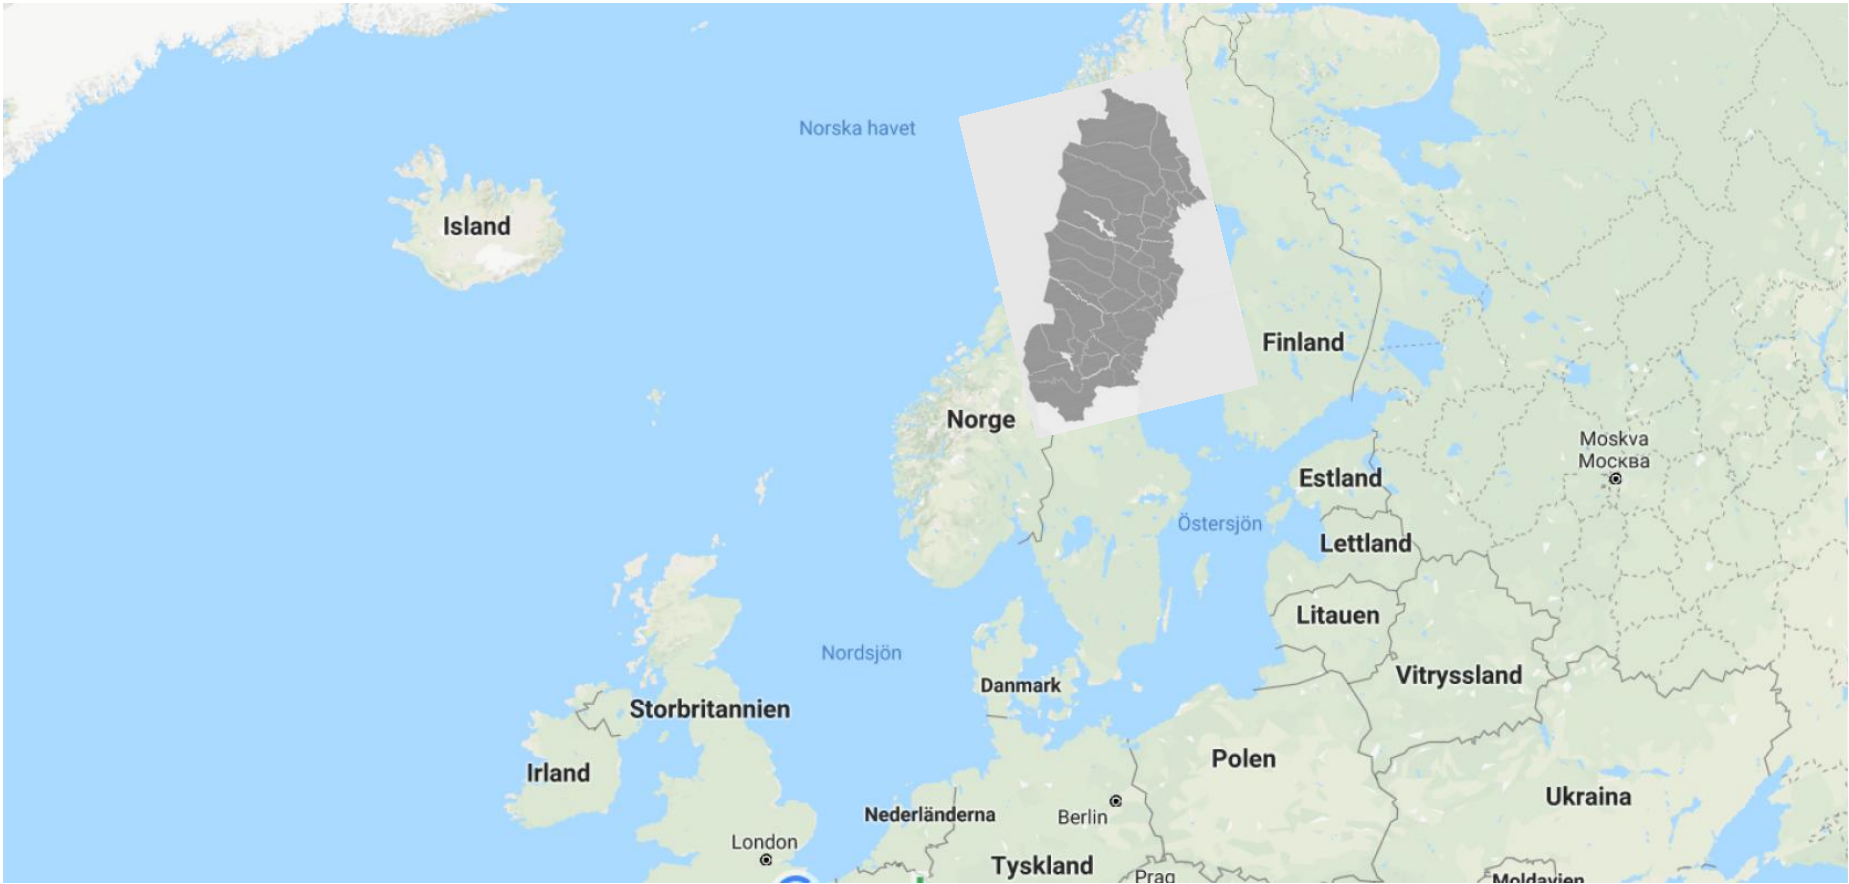 Norska havet
Island
Finland
Norge
Moskva
Москва
Estland
Östersjön
Lettland
Litauen
Nordsjön
Vitryssland
Danmark
Storbritannien
Polen
Irland
Ukraina
Nederländerna
Berlin
London
Tyskland
Prag
Moldavien